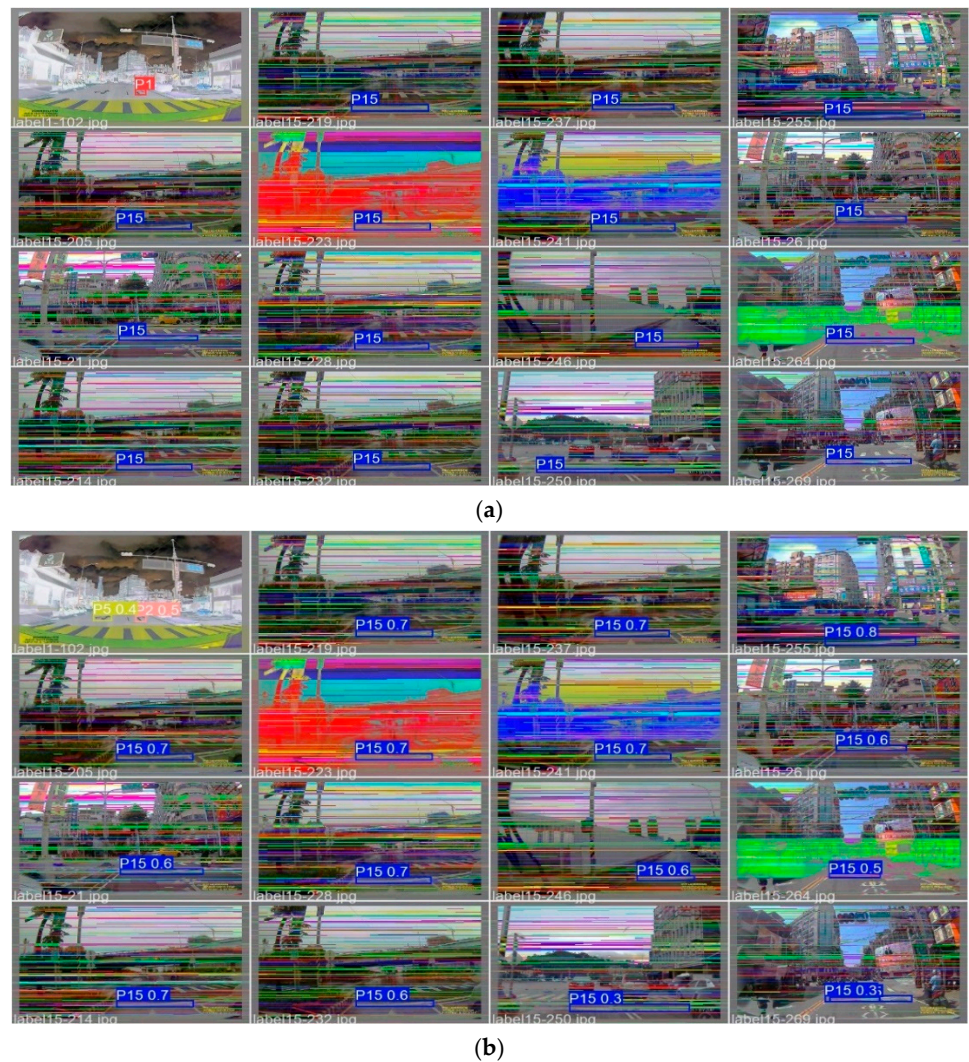 P1
label1-102.jpg
P15
label15-219.jpg
P15
label15-237.jpg
P15
label15-255.jpg
P15
label15-205.jpg
P15
label15-223.jpg
P15
label15-241.jpg
P15
label15-26.jpg
P15
label15-21.jpg
P15
label15-228.jpg
P15
label15-246.jpg
P15
label15-264.jpg
P15
label15-214.jpg
P15
label15-232.jpg
P15
label15-250.jpg
P15
label15-269.jpg
(a)
P5 0.4 P2 0.5
label1-102.jpg
P15 0.7
label15-219.jpg
P15 0.7
label15-237.jpg
P15 0.8
label15-255.jpg
P15 0.7
label15-205.jpg
P15 0.7
label15-223.jpg
P15 0.7
label15-241.jpg
P15 0.6
label15-26.jpg
P15 0.6
label15-21.jpg
P15 0.7
label15-228.jpg
P15 0.6
label15-246.jpg
P15 0.5
label15-264.jpg
P15 0.7
label15-214.jpg
P15 0.6
label15-232.jpg
P15 0.3
label15-250.jpg
P15 0.3
label15-269.jpg
(b)